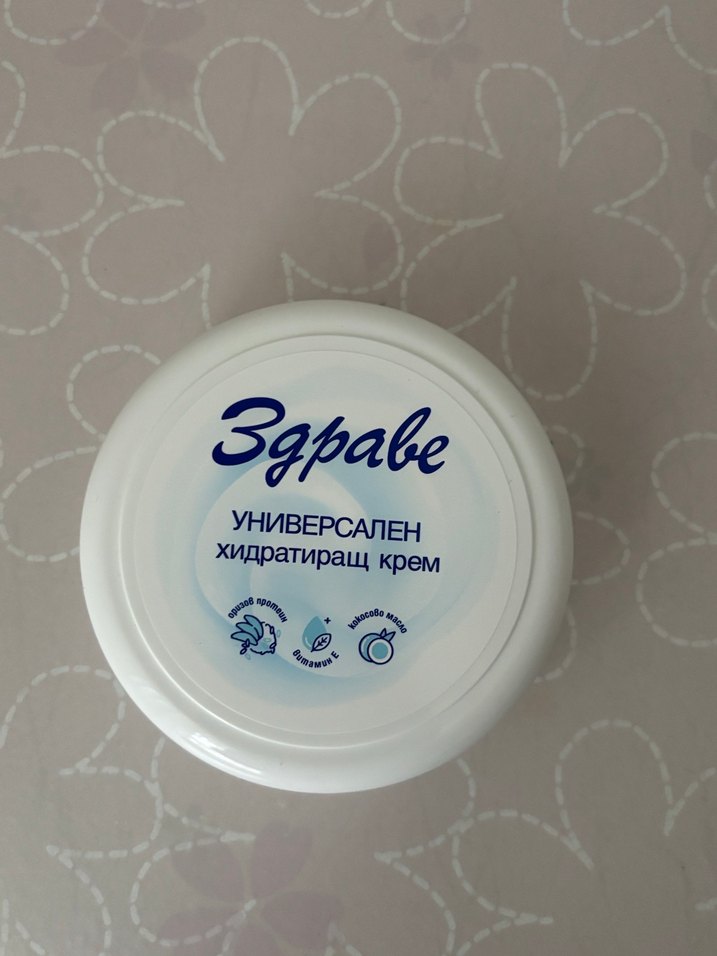 Здраве
УНИВЕРСАЛЕН
хидратиращ крем
оризов протеин
витамин Е
кокосово масло